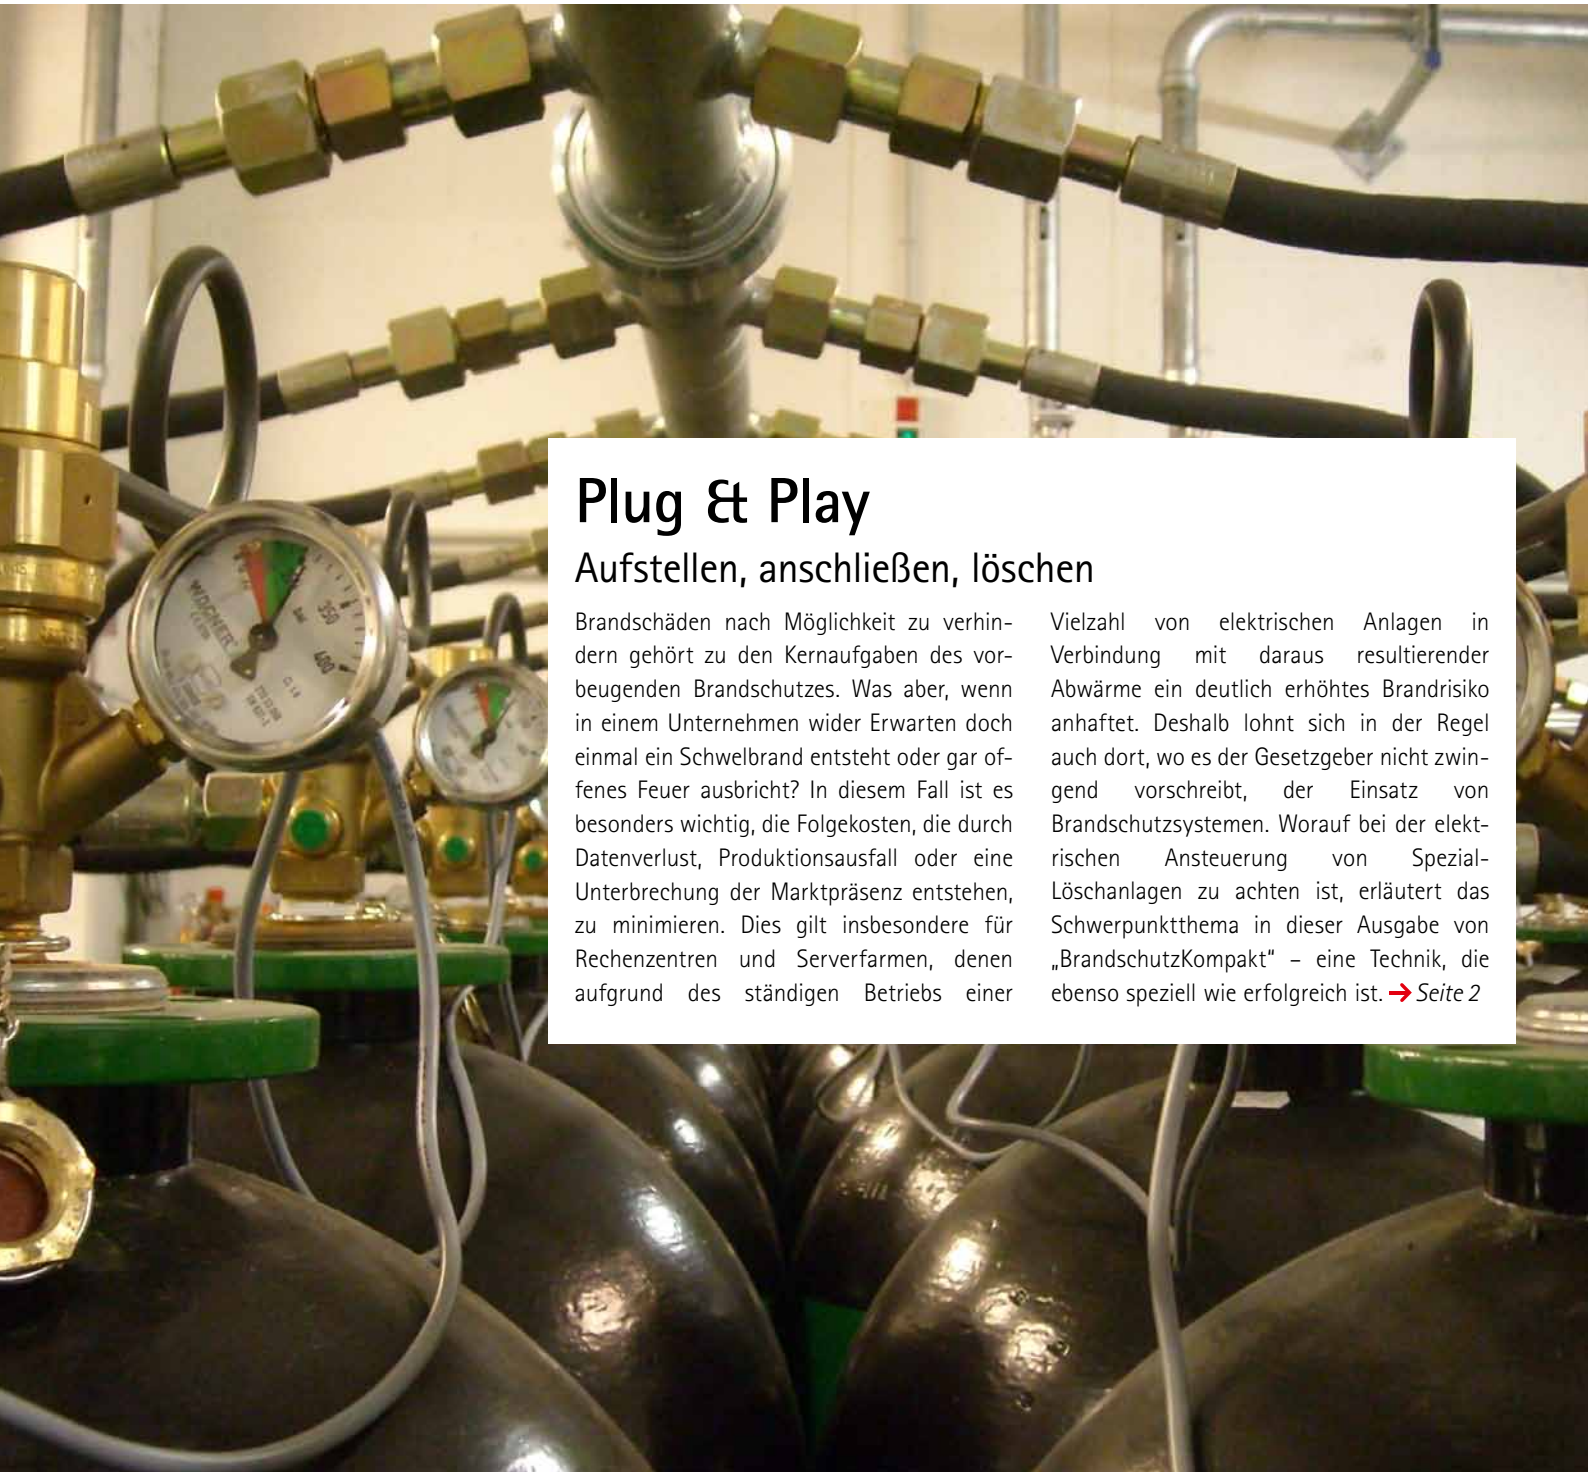 Plug & Play
Aufstellen, anschließen, löschen
Brandschäden nach Möglichkeit zu verhin-
dern gehört zu den Kernaufgaben des vor-
beugenden Brandschutzes. Was aber, wenn
in einem Unternehmen wider Erwarten doch
einmal ein Schwelbrand entsteht oder gar of-
fenes Feuer ausbricht? In diesem Fall ist es
besonders wichtig, die Folgekosten, die durch
Datenverlust, Produktionsausfall oder eine
Unterbrechung der Marktpräsenz entstehen,
zu minimieren. Dies gilt insbesondere für
Rechenzentren und Serverfarmen, denen
aufgrund des ständigen Betriebs einer
Vielzahl von elektrischen Anlagen in
Verbindung mit daraus resultierender
Abwärme ein deutlich erhöhtes Brandrisiko
anhaftet. Deshalb lohnt sich in der Regel
auch dort, wo es der Gesetzgeber nicht zwin-
gend vorschreibt, der Einsatz von
Brandschutzsystemen. Worauf bei der elekt-
rischen Ansteuerung von Spezial-
Löschanlagen zu achten ist, erläutert das
Schwerpunktthema in dieser Ausgabe von
„BrandschutzKompakt" – eine Technik, die
ebenso speziell wie erfolgreich ist. → Seite 2
WAGNER
bar
350
400